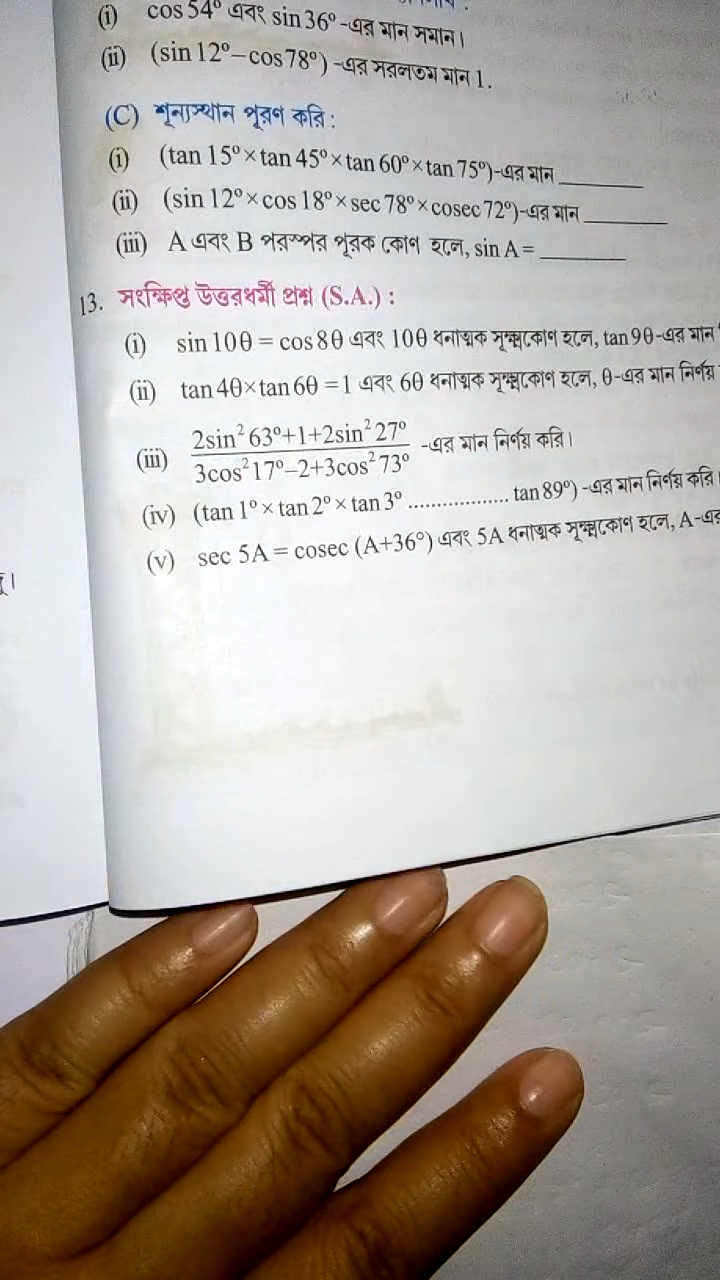 (i) cos 54° এবং sin 36° -এর মান সমান।
(ii) (sin 12° – cos 78°) -এর সরলতম মান 1.
(C) শূন্যস্থান পূরণ করি :
(i) (tan 15° × tan 45° × tan 60° × tan 75°)-এর মান ________
(ii) (sin 12° × cos 18° × sec 78° × cosec 72°)-এর মান ________
(iii) A এবং B পরস্পর পূরক কোণ হলে, sin A = ________
13. সংক্ষিপ্ত উত্তরধর্মী প্রশ্ন (S.A.) :
(i) sin 10θ = cos 8θ এবং 10θ ধনাত্মক সূক্ষ্মকোণ হলে, tan 9θ-এর মান
(ii) tan 4θ × tan 6θ = 1 এবং 6θ ধনাত্মক সূক্ষ্মকোণ হলে, θ-এর মান নির্ণয়
(iii) \frac{2sin² 63° + 1 + 2sin² 27°}{3cos² 17° – 2 + 3cos² 73°} -এর মান নির্ণয় করি।
(iv) (tan 1° × tan 2° × tan 3° .................. tan 89°) -এর মান নির্ণয় করি।
(v) sec 5A = cosec (A + 36°) এবং 5A ধনাত্মক সূক্ষ্মকোণ হলে, A-এর